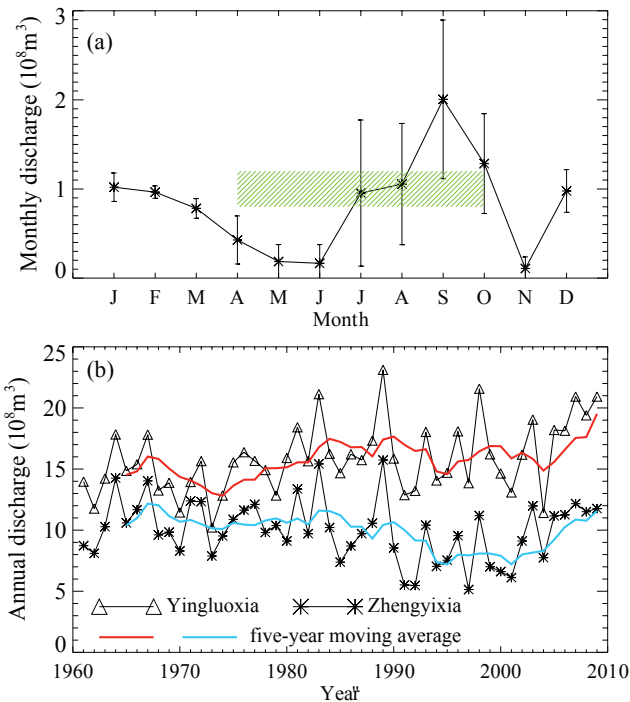 (a)
Monthly discharge (10⁸m³)
3
2
1
0
J F M A M J J A S O N D
Month
(b)
Annual discharge (10⁸m³)
25
20
15
10
5
0
Yingluoxia Zhengyixia
five-year moving average
1960 1970 1980 1990 2000 2010
Year